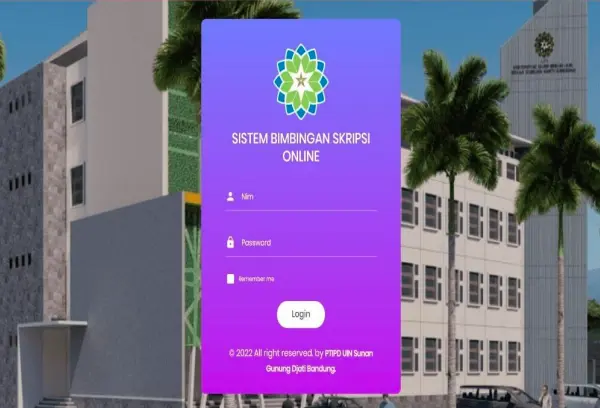 SISTEM BIMBINGAN SKRIPSI
ONLINE
Nim
Password
Remember me
Login
© 2022 All right reserved. by PTIPD UIN Sunan
Gunung Djati Bandung.